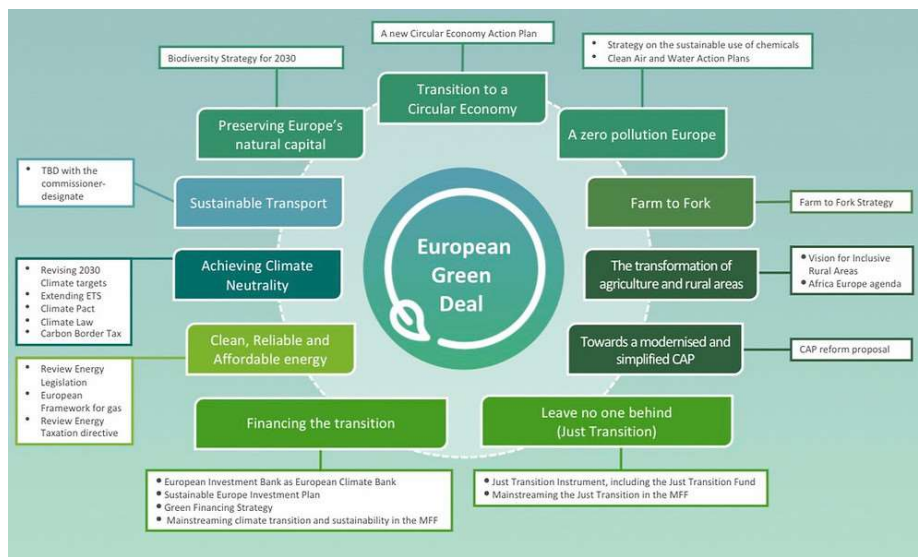 A new Circular Economy Action Plan
Biodiversity Strategy for 2030
• Strategy on the sustainable use of chemicals
• Clean Air and Water Action Plans
Transition to a
Circular Economy
Preserving Europe's
natural capital
A zero pollution Europe
• TBD with the
commissioner-
designate
Sustainable Transport
Farm to Fork
Farm to Fork Strategy
European
Green
Deal
• Revising 2030
Climate targets
• Extending ETS
• Climate Pact
• Climate Law
• Carbon Border Tax
Achieving Climate
Neutrality
The transformation of
agriculture and rural areas
• Vision for Inclusive
Rural Areas
• Africa Europe agenda
Clean, Reliable and
Affordable energy
Towards a modernised and
simplified CAP
CAP reform proposal
• Review Energy
Legislation
• European
Framework for gas
• Review Energy
Taxation directive
Financing the transition
Leave no one behind
(Just Transition)
• European Investment Bank as European Climate Bank
• Sustainable Europe Investment Plan
• Green Financing Strategy
• Mainstreaming climate transition and sustainability in the MFF
• Just Transition Instrument, including the Just Transition Fund
• Mainstreaming the Just Transition in the MFF